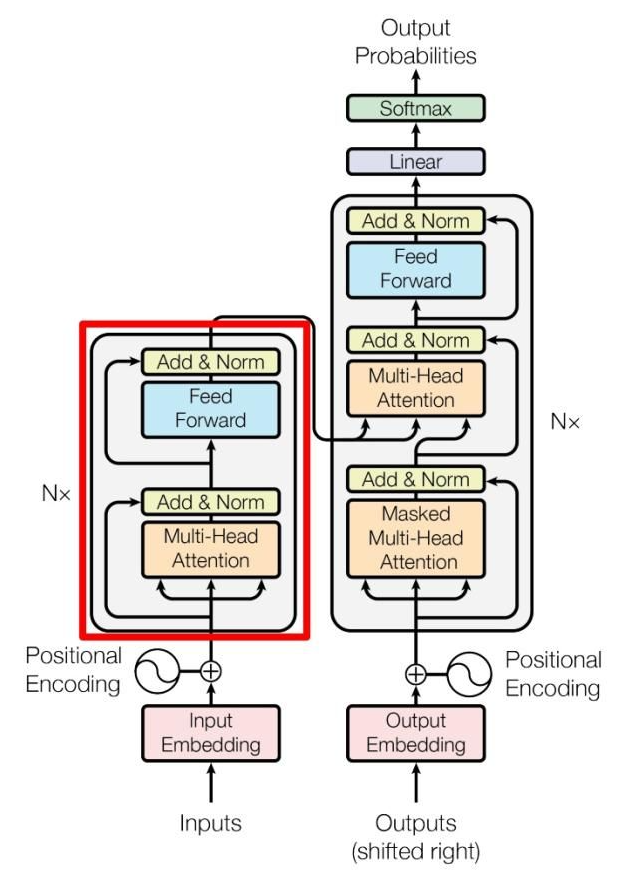 Output
Probabilities
Softmax
Linear
Add & Norm
Feed
Forward
Add & Norm
Multi-Head
Attention
Add & Norm
Masked
Multi-Head
Attention
N×
Add & Norm
Feed
Forward
Add & Norm
Multi-Head
Attention
N×
Positional
Encoding
Positional
Encoding
Input
Embedding
Output
Embedding
Inputs
Outputs
(shifted right)